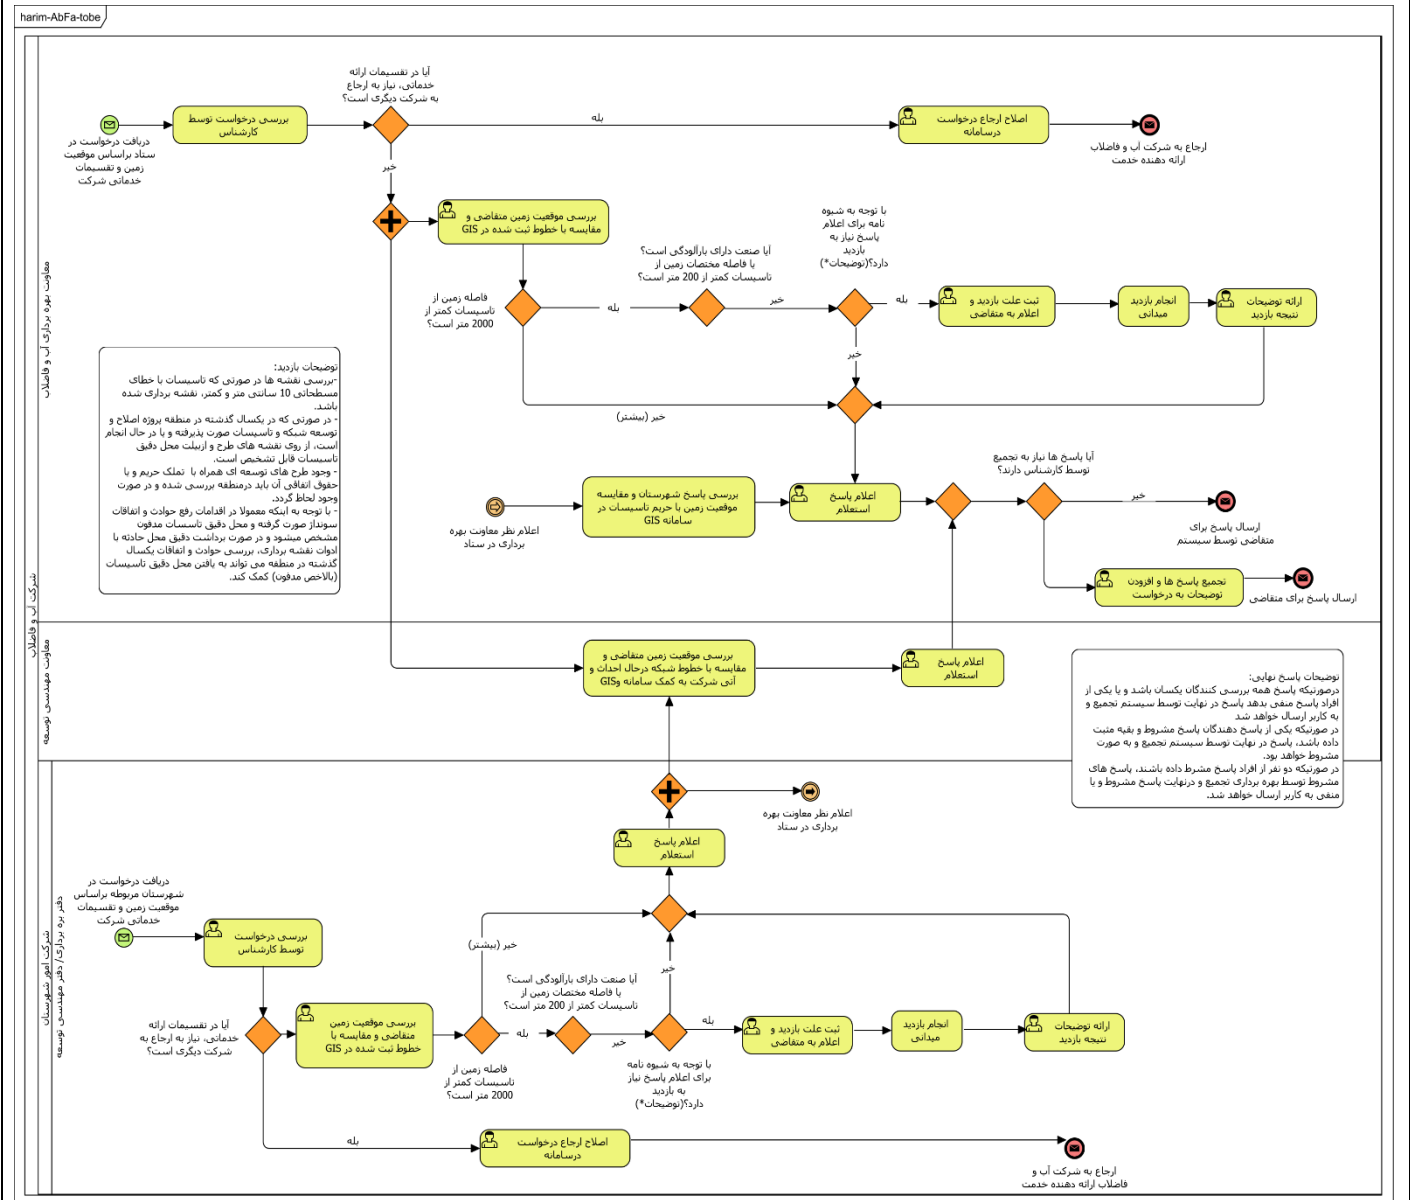 harim-AbFa-tobe
آیا در تقسیمات ارائه
خدماتی، نیاز به ارجاع
به شرکت دیگری است؟
دریافت درخواست در
ستاد براساس موقعیت
زمین و تقسیمات
خدماتی شرکت
بررسی درخواست توسط
کارشناس
بله
خیر
اصلاح ارجاع درخواست
درسامانه
ارجاع به شرکت آب و فاضلاب
ارائه دهنده خدمت
بررسی موقعیت زمین متقاضی و
مقایسه با خطوط ثبت شده در GIS
فاصله زمین از
تاسیسات کمتر از
2000 متر است؟
بله
آیا صنعت دارای بارآلودگی است؟
یا فاصله مختصات زمین از
تاسیسات کمتر از 200 متر است؟
خیر
با توجه به شیوه
نامه برای اعلام
پاسخ نیاز به
بازدید
دارد؟(توضیحات*)
بله
خیر
ثبت علت بازدید و
اعلام به متقاضی
انجام بازدید
میدانی
ارائه توضیحات
نتیجه بازدید
خیر (بیشتر)
توضیحات بازدید:
-بررسی نقشه ها در صورتی که تاسیسات با خطای
مسطحاتی 10 سانتی متر و کمتر، نقشه برداری شده
باشد.
- در صورتی که در یکسال گذشته در منطقه پروژه اصلاح و
توسعه شبکه و تاسیسات صورت پذیرفته و یا در حال انجام
است، از روی نقشه های طرح و ازبیلت محل دقیق
تاسیسات قابل تشخیص است.
- وجود طرح های توسعه ای همراه با تملک حریم و یا
حقوق اتفاقی آن باید درمنطقه بررسی شده و در صورت
وجود لحاظ گردد.
- با توجه به اینکه معمولا در اقدامات رفع حوادث و اتفاقات
سونداژ صورت گرفته و محل دقیق تاسسات مدفون
مشخص میشود و در صورت برداشت دقیق محل حادثه با
ادوات نقشه برداری، بررسی حوادث و اتفاقات یکسال
گذشته در منطقه می تواند به یافتن محل دقیق تاسیسات
(بالاخص مدفون) کمک کند.
اعلام نظر معاونت بهره
برداری در ستاد
بررسی پاسخ شهرستان و مقایسه
موقعیت زمین با حریم تاسیسات در
سامانه GIS
اعلام پاسخ
استعلام
آیا پاسخ ها نیاز به تجمیع
توسط کارشناس دارند؟
خیر
ارسال پاسخ برای
متقاضی توسط سیستم
تجمیع پاسخ ها و افزودن
توضیحات به درخواست
ارسال پاسخ برای متقاضی
معاونت بهره برداری آب و فاضلاب
شرکت آب و فاضلاب
معاونت مهندسی توسعه
بررسی موقعیت زمین متقاضی و
مقایسه با خطوط شبکه درحال احداث و
آتی شرکت به کمک سامانه وGIS
اعلام پاسخ
استعلام
توضیحات پاسخ نهایی:
درصورتیکه پاسخ همه بررسی کنندگان یکسان باشد و یا یکی از
افراد پاسخ منفی بدهد پاسخ در نهایت توسط سیستم تجمیع و
به کاربر ارسال خواهد شد
در صورتیکه یکی از پاسخ دهندگان پاسخ مشروط و بقیه مثبت
داده باشد، پاسخ در نهایت توسط سیستم تجمیع و به صورت
مشروط خواهد بود.
در صورتیکه دو نفر از افراد پاسخ مشرط داده باشند، پاسخ های
مشروط توسط بهره برداری تجمیع و درنهایت پاسخ مشروط و یا
منفی به کاربر ارسال خواهد شد.
اعلام نظر معاونت بهره
برداری در ستاد
اعلام پاسخ
استعلام
شرکت امور شهرستان
دفتر بره برداری/ دفتر مهندسی توسعه
دریافت درخواست در
شهرستان مربوطه براساس
موقعیت زمین و تقسیمات
خدماتی شرکت
بررسی درخواست
توسط کارشناس
آیا در تقسیمات ارائه
خدماتی، نیاز به ارجاع به
شرکت دیگری است؟
بررسی موقعیت زمین
متقاضی و مقایسه با
خطوط ثبت شده در GIS
خیر (بیشتر)
فاصله زمین از
تاسیسات کمتر از
2000 متر است؟
بله
آیا صنعت دارای بارآلودگی است؟
یا فاصله مختصات زمین از
تاسیسات کمتر از 200 متر است؟
خیر
خیر
با توجه به شیوه نامه
برای اعلام پاسخ نیاز
به بازدید
دارد؟(توضیحات*)
بله
ثبت علت بازدید و
اعلام به متقاضی
انجام بازدید
میدانی
ارائه توضیحات
نتیجه بازدید
بله
اصلاح ارجاع درخواست
درسامانه
ارجاع به شرکت آب و
فاضلاب ارائه دهنده خدمت